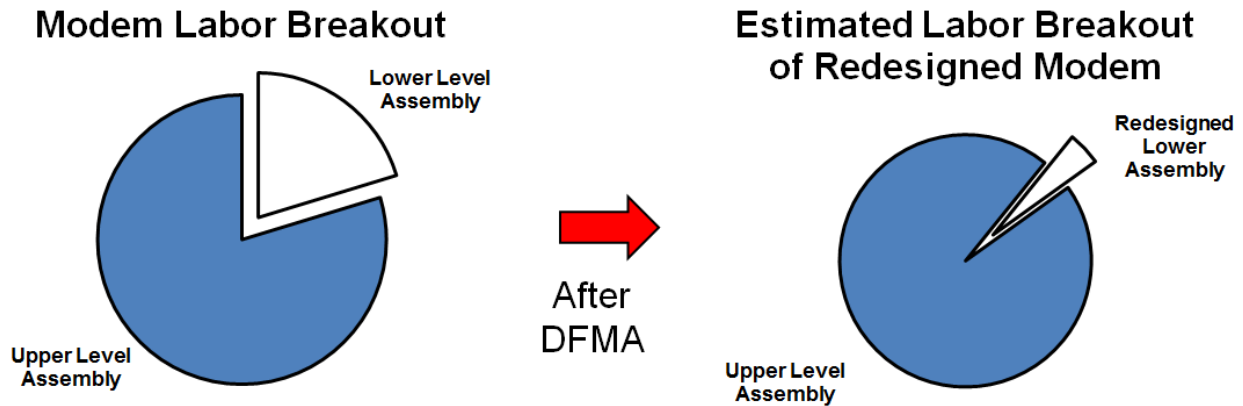 Modem Labor Breakout
Lower Level
Assembly
Upper Level
Assembly
After
DFMA
Estimated Labor Breakout
of Redesigned Modem
Redesigned
Lower
Assembly
Upper Level
Assembly